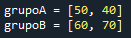 grupoA = [50, 40]
grupoB = [60, 70]